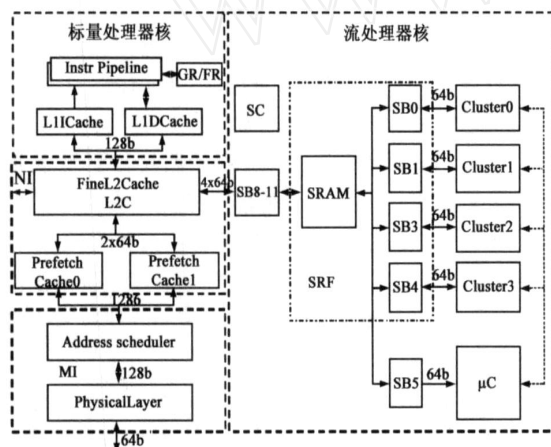 标量处理器核
Instr Pipeline
GR/FR
L1ICache
L1DCache
128b
NI
FineL2Cache
L2C
4x64b
2x64b
Prefetch
Cache0
Prefetch
Cache1
1286
Address scheduler
MI
128b
PhysicalLayer
64b
流处理器核
SC
SB8-11
SRAM
SRF
SB0
64b
Cluster0
SB1
64b
Cluster1
SB3
64b
Cluster2
SB4
64b
Cluster3
SB5
64b
μC